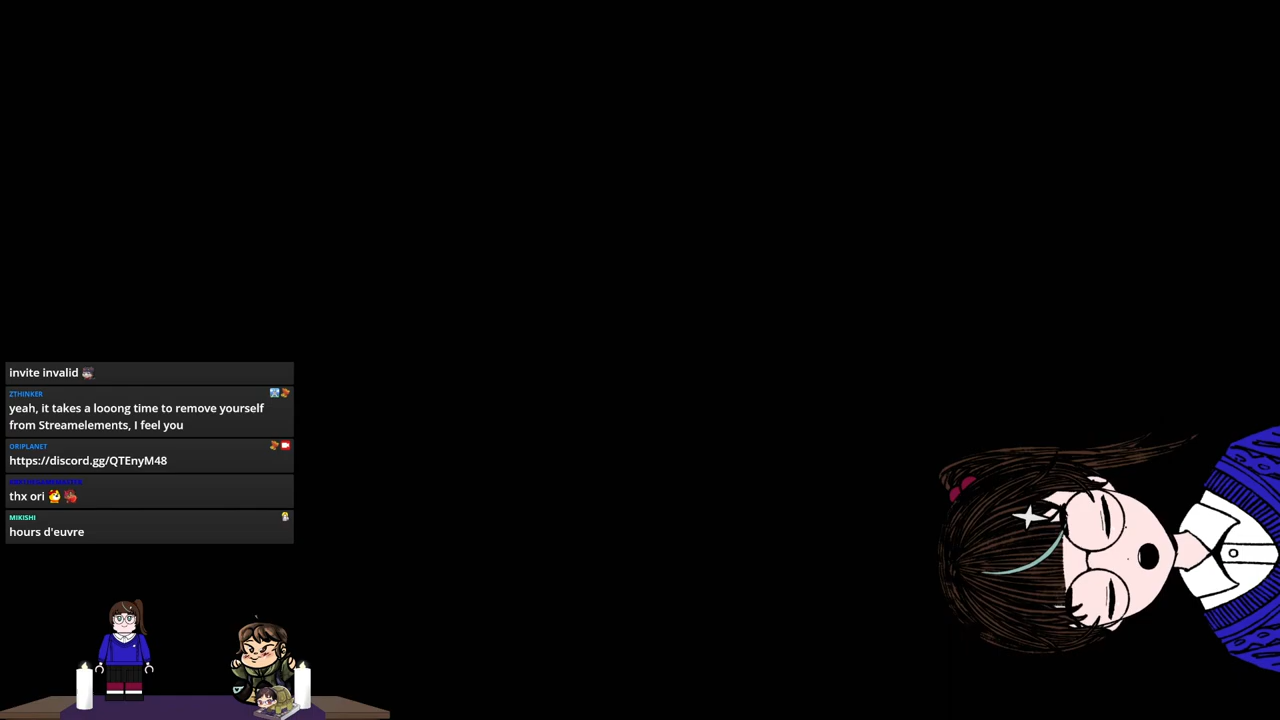 invite invalid
ZTHINKER
yeah, it takes a looong time to remove yourself
from Streamelements, I feel you
ORIPLANET
https://discord.gg/QTEnyM48
thx ori
MIKISHI
hours d'euvre